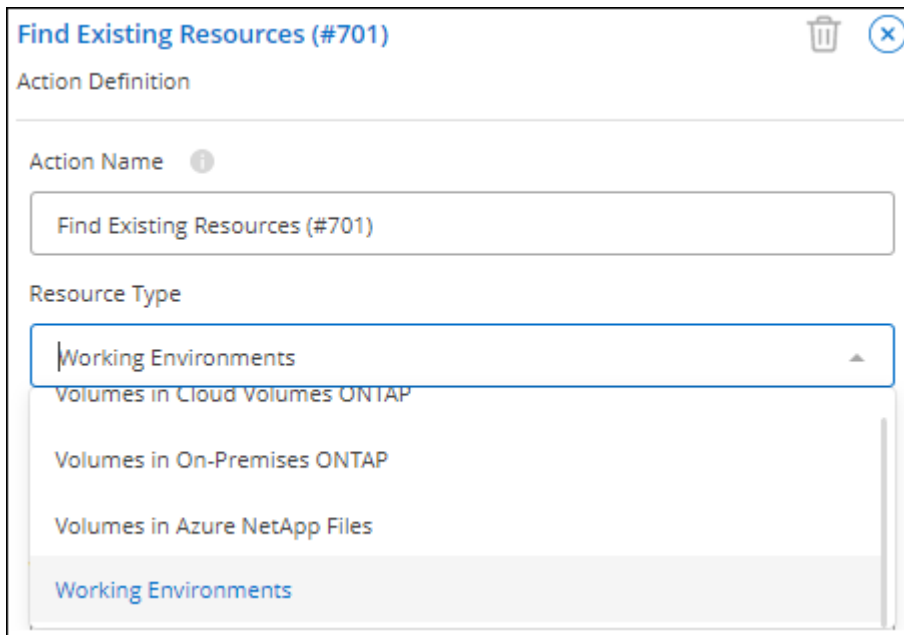 Find Existing Resources (#701)
Action Definition
Action Name
Find Existing Resources (#701)
Resource Type
Working Environments
Volumes in Cloud Volumes ONTAP
Volumes in On-Premises ONTAP
Volumes in Azure NetApp Files
Working Environments